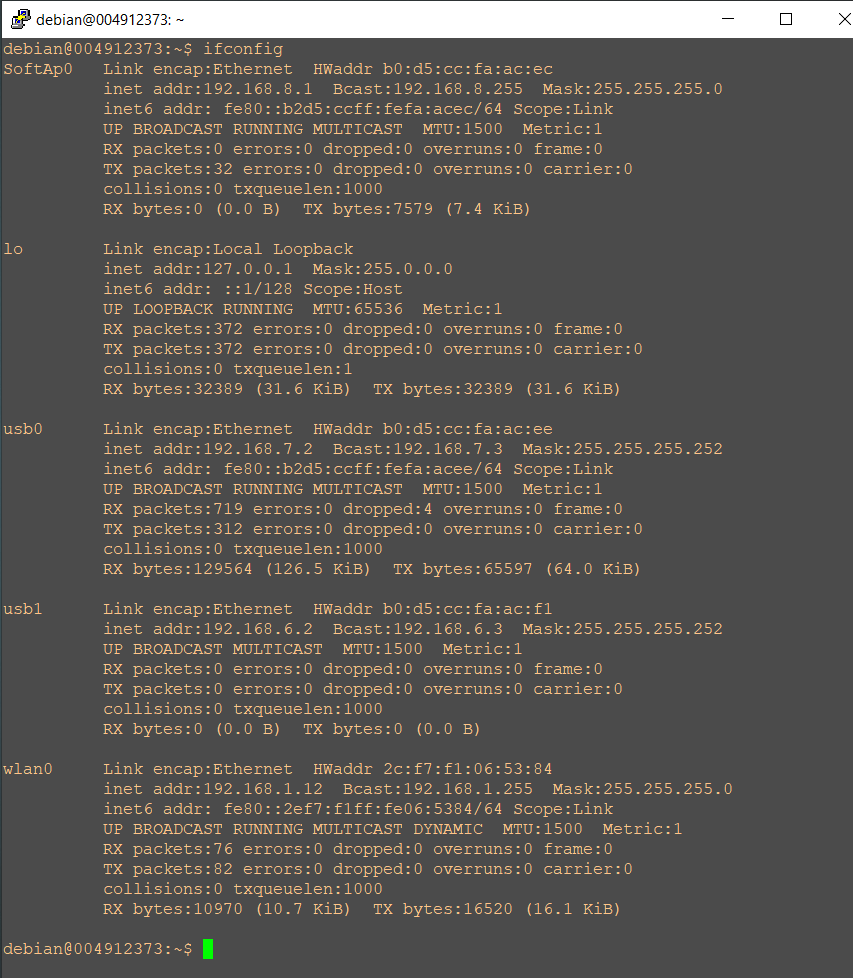 debian@004912373: ~
debian@004912373:~$ ifconfig
SoftAp0   Link encap:Ethernet  HWaddr b0:d5:cc:fa:ac:ec
          inet addr:192.168.8.1  Bcast:192.168.8.255  Mask:255.255.255.0
          inet6 addr: fe80::b2d5:ccff:fefa:acec/64 Scope:Link
          UP BROADCAST RUNNING MULTICAST  MTU:1500  Metric:1
          RX packets:0 errors:0 dropped:0 overruns:0 frame:0
          TX packets:32 errors:0 dropped:0 overruns:0 carrier:0
          collisions:0 txqueuelen:1000
          RX bytes:0 (0.0 B)  TX bytes:7579 (7.4 KiB)

lo        Link encap:Local Loopback
          inet addr:127.0.0.1  Mask:255.0.0.0
          inet6 addr: ::1/128 Scope:Host
          UP LOOPBACK RUNNING  MTU:65536  Metric:1
          RX packets:372 errors:0 dropped:0 overruns:0 frame:0
          TX packets:372 errors:0 dropped:0 overruns:0 carrier:0
          collisions:0 txqueuelen:1
          RX bytes:32389 (31.6 KiB)  TX bytes:32389 (31.6 KiB)

usb0      Link encap:Ethernet  HWaddr b0:d5:cc:fa:ac:ee
          inet addr:192.168.7.2  Bcast:192.168.7.3  Mask:255.255.255.252
          inet6 addr: fe80::b2d5:ccff:fefa:acee/64 Scope:Link
          UP BROADCAST RUNNING MULTICAST  MTU:1500  Metric:1
          RX packets:719 errors:0 dropped:4 overruns:0 frame:0
          TX packets:312 errors:0 dropped:0 overruns:0 carrier:0
          collisions:0 txqueuelen:1000
          RX bytes:129564 (126.5 KiB)  TX bytes:65597 (64.0 KiB)

usb1      Link encap:Ethernet  HWaddr b0:d5:cc:fa:ac:f1
          inet addr:192.168.6.2  Bcast:192.168.6.3  Mask:255.255.255.252
          UP BROADCAST MULTICAST  MTU:1500  Metric:1
          RX packets:0 errors:0 dropped:0 overruns:0 frame:0
          TX packets:0 errors:0 dropped:0 overruns:0 carrier:0
          collisions:0 txqueuelen:1000
          RX bytes:0 (0.0 B)  TX bytes:0 (0.0 B)

wlan0     Link encap:Ethernet  HWaddr 2c:f7:f1:06:53:84
          inet addr:192.168.1.12  Bcast:192.168.1.255  Mask:255.255.255.0
          inet6 addr: fe80::2ef7:f1ff:fe06:5384/64 Scope:Link
          UP BROADCAST RUNNING MULTICAST DYNAMIC  MTU:1500  Metric:1
          RX packets:76 errors:0 dropped:0 overruns:0 frame:0
          TX packets:82 errors:0 dropped:0 overruns:0 carrier:0
          collisions:0 txqueuelen:1000
          RX bytes:10970 (10.7 KiB)  TX bytes:16520 (16.1 KiB)

debian@004912373:~$